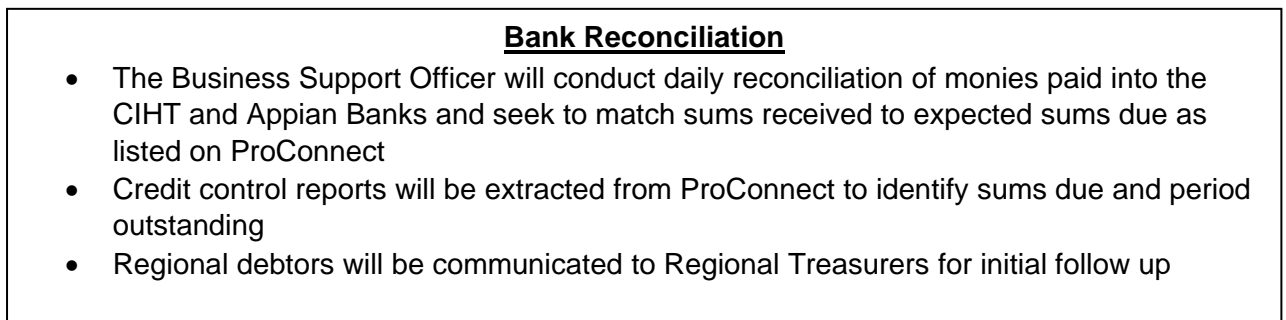 Bank Reconciliation
• The Business Support Officer will conduct daily reconciliation of monies paid into the
CIHT and Appian Banks and seek to match sums received to expected sums due as
listed on ProConnect
• Credit control reports will be extracted from ProConnect to identify sums due and period
outstanding
• Regional debtors will be communicated to Regional Treasurers for initial follow up